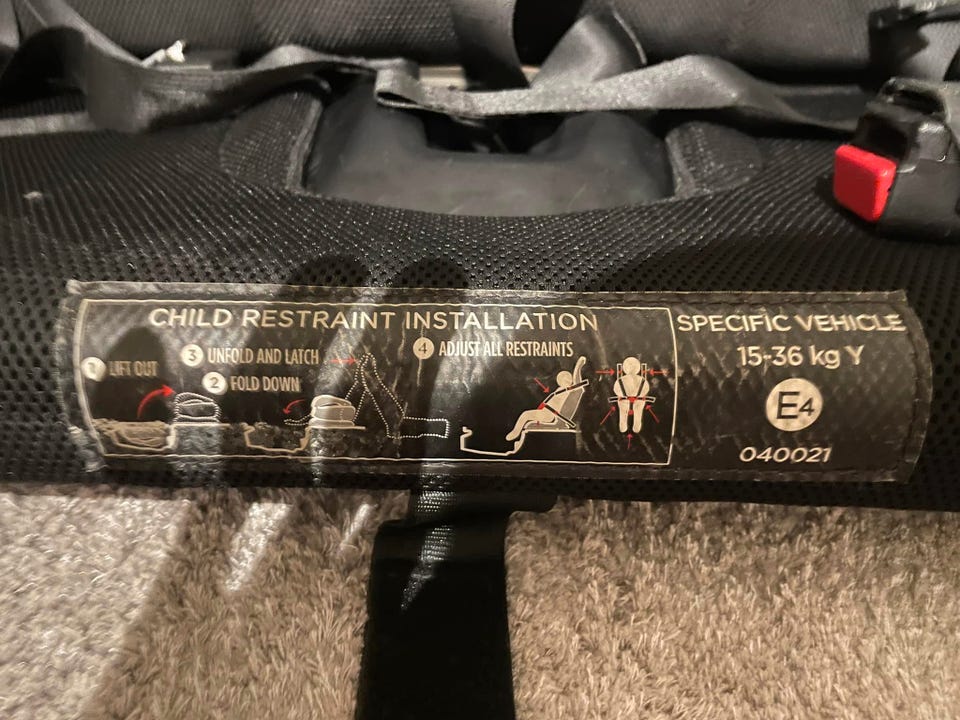 CHILD RESTRAINT INSTALLATION
1 LIFT OUT
3 UNFOLD AND LATCH
2 FOLD DOWN
4 ADJUST ALL RESTRAINTS
SPECIFIC VEHICLE
15-36 kg Y
E4
040021